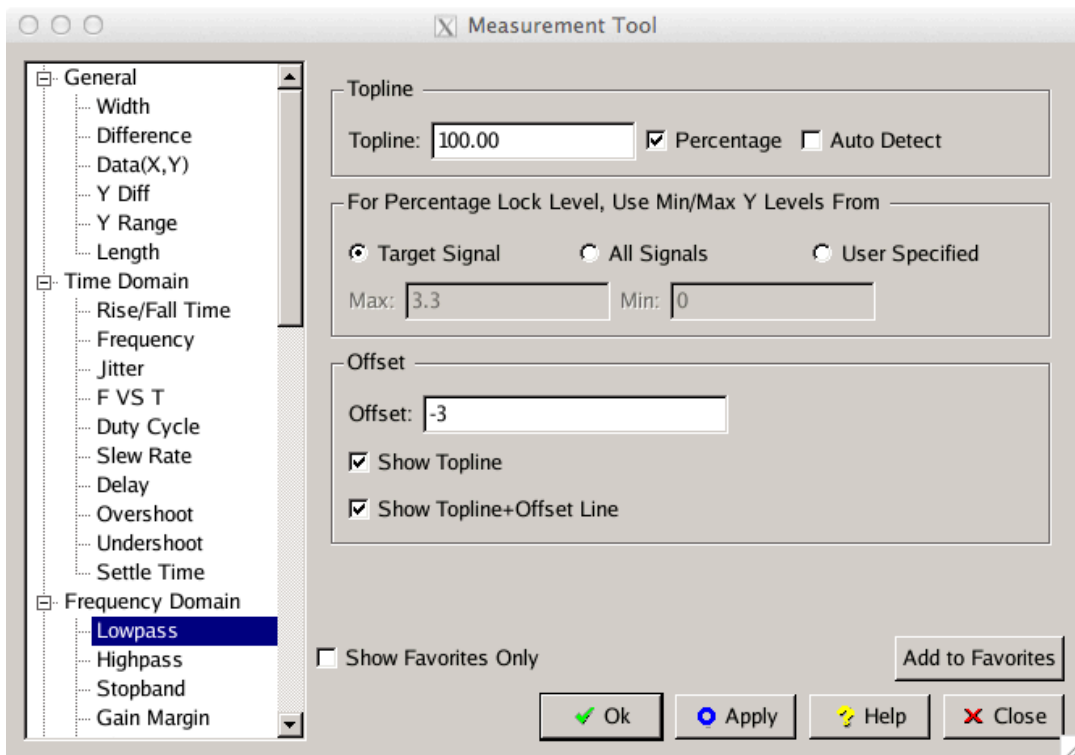 Measurement Tool
General
Width
Difference
Data(X,Y)
Y Diff
Y Range
Length
Time Domain
Rise/Fall Time
Frequency
Jitter
F VS T
Duty Cycle
Slew Rate
Delay
Overshoot
Undershoot
Settle Time
Frequency Domain
Lowpass
Highpass
Stopband
Gain Margin
Topline
Topline: 100.00 Percentage Auto Detect
For Percentage Lock Level, Use Min/Max Y Levels From
Target Signal All Signals User Specified
Max: 3.3 Min: 0
Offset
Offset: -3
Show Topline
Show Topline+Offset Line
Show Favorites Only Add to Favorites
Ok Apply Help Close